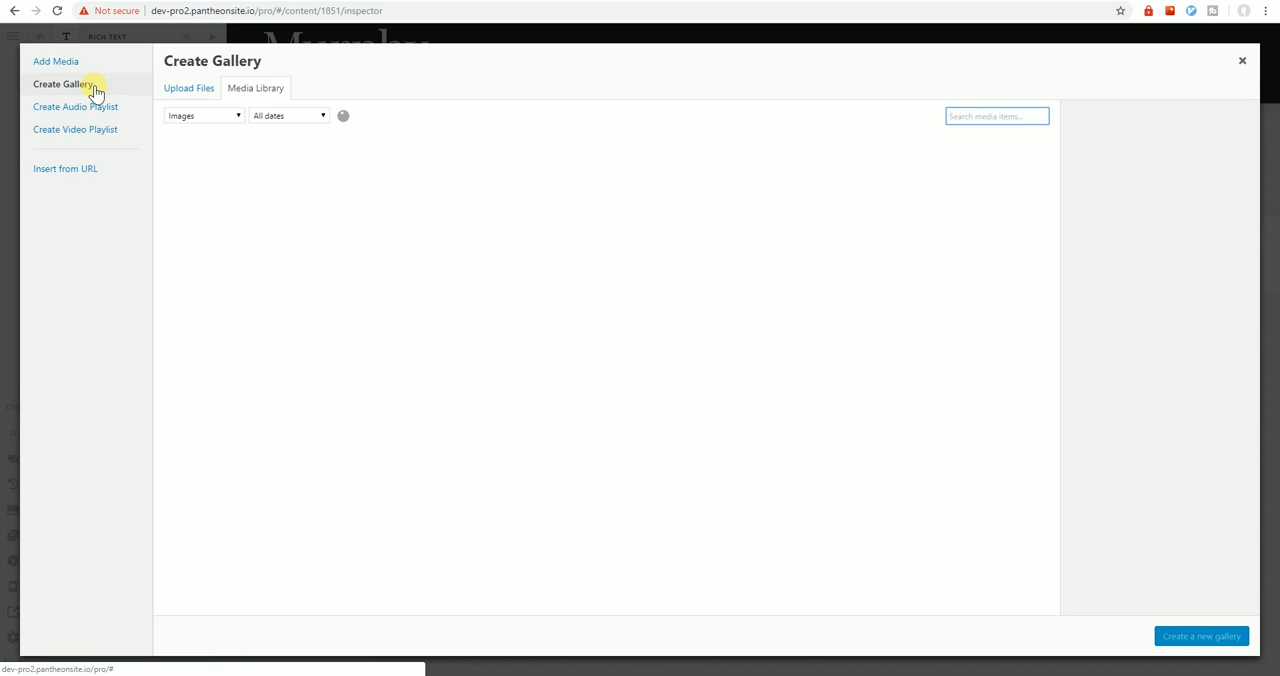 Not secure
dev-pro2.pantheonsite.io/pro/#/content/1851/inspector
T RICH TEXT
Add Media
Create Gallery
Create Audio Playlist
Create Video Playlist
Insert from URL
Create Gallery
Upload Files
Media Library
Images
All dates
Search media items...
Create a new gallery
dev-pro2.pantheonsite.io/pro/#